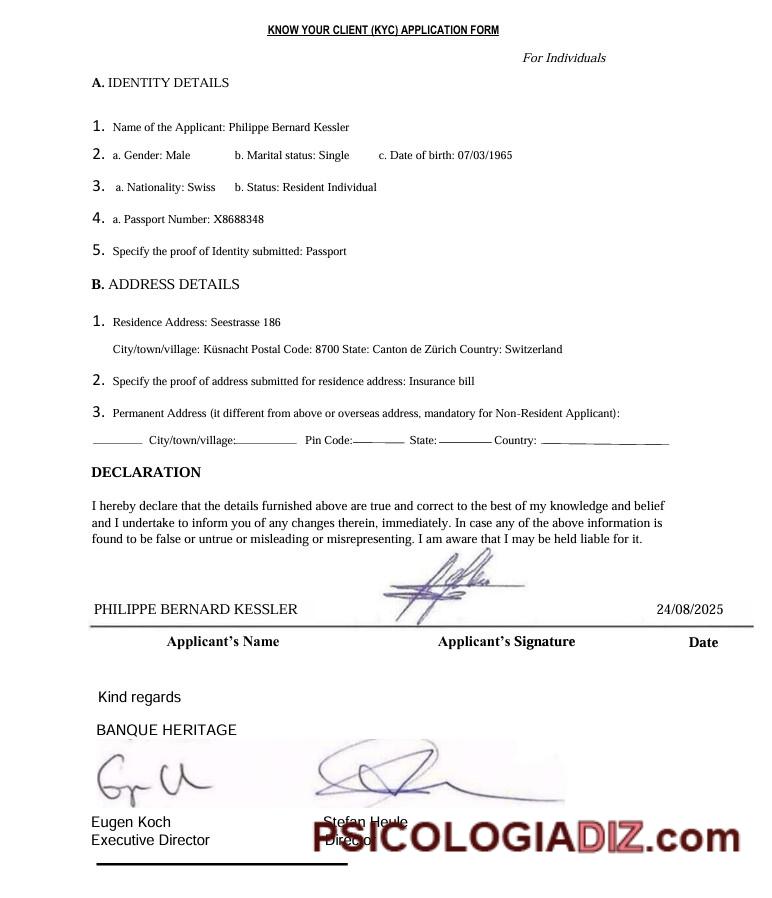 KNOW YOUR CLIENT (KYC) APPLICATION FORM
For Individuals
A. IDENTITY DETAILS
1. Name of the Applicant: Philippe Bernard Kessler
2. a. Gender: Male b. Marital status: Single c. Date of birth: 07/03/1965
3. a. Nationality: Swiss b. Status: Resident Individual
4. a. Passport Number: X8688348
5. Specify the proof of Identity submitted: Passport
B. ADDRESS DETAILS
1. Residence Address: Seestrasse 186
City/town/village: Küsnacht Postal Code: 8700 State: Canton de Zürich Country: Switzerland
2. Specify the proof of address submitted for residence address: Insurance bill
3. Permanent Address (it different from above or overseas address, mandatory for Non-Resident Applicant):
City/town/village: Pin Code: State: Country:
DECLARATION
I hereby declare that the details furnished above are true and correct to the best of my knowledge and belief
and I undertake to inform you of any changes therein, immediately. In case any of the above information is
found to be false or untrue or misleading or misrepresenting. I am aware that I may be held liable for it.
PHILIPPE BERNARD KESSLER 24/08/2025
Applicant's Name Applicant's Signature Date
Kind regards
BANQUE HERITAGE
Eugen Koch Stefan Heule
Executive Director Director
PSICOLOGIADIZ.com